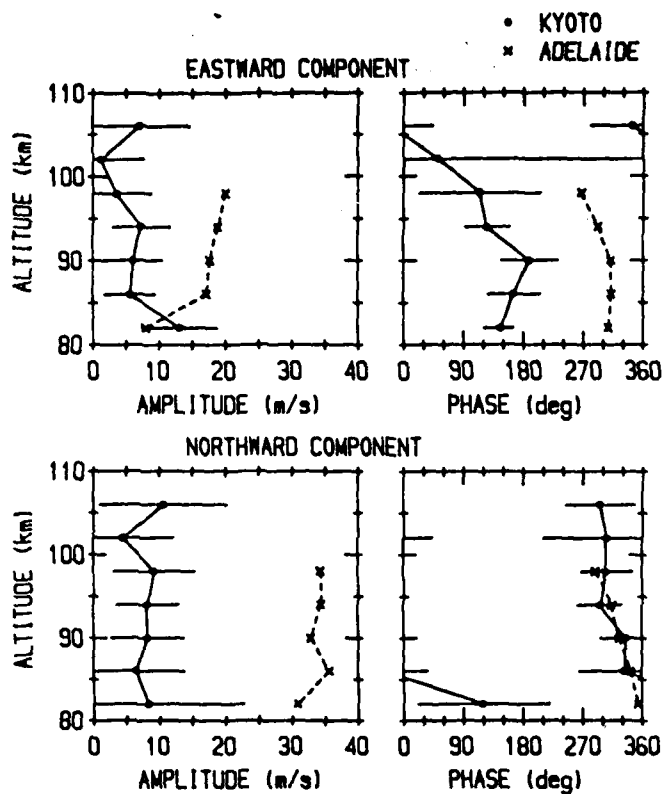 • KYOTO
× ADELAIDE
EASTWARD COMPONENT
110
100
90
80
ALTITUDE (km)
0 10 20 30 40
AMPLITUDE (m/s)
0 90 180 270 360
PHASE (deg)
NORTHWARD COMPONENT
110
100
90
80
ALTITUDE (km)
0 10 20 30 40
AMPLITUDE (m/s)
0 90 180 270 360
PHASE (deg)